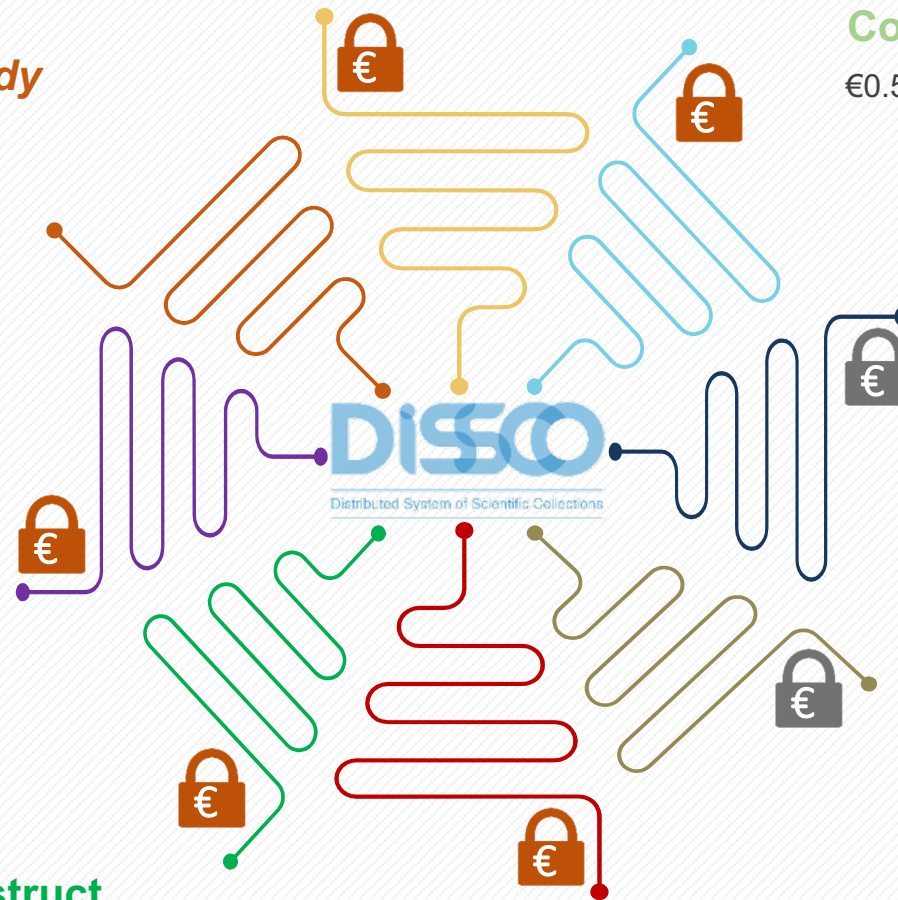 Co
dy
€
€
€0.5
€
DiSSCO
Distributed System of Scientific Collections
€
€
€
€
struct